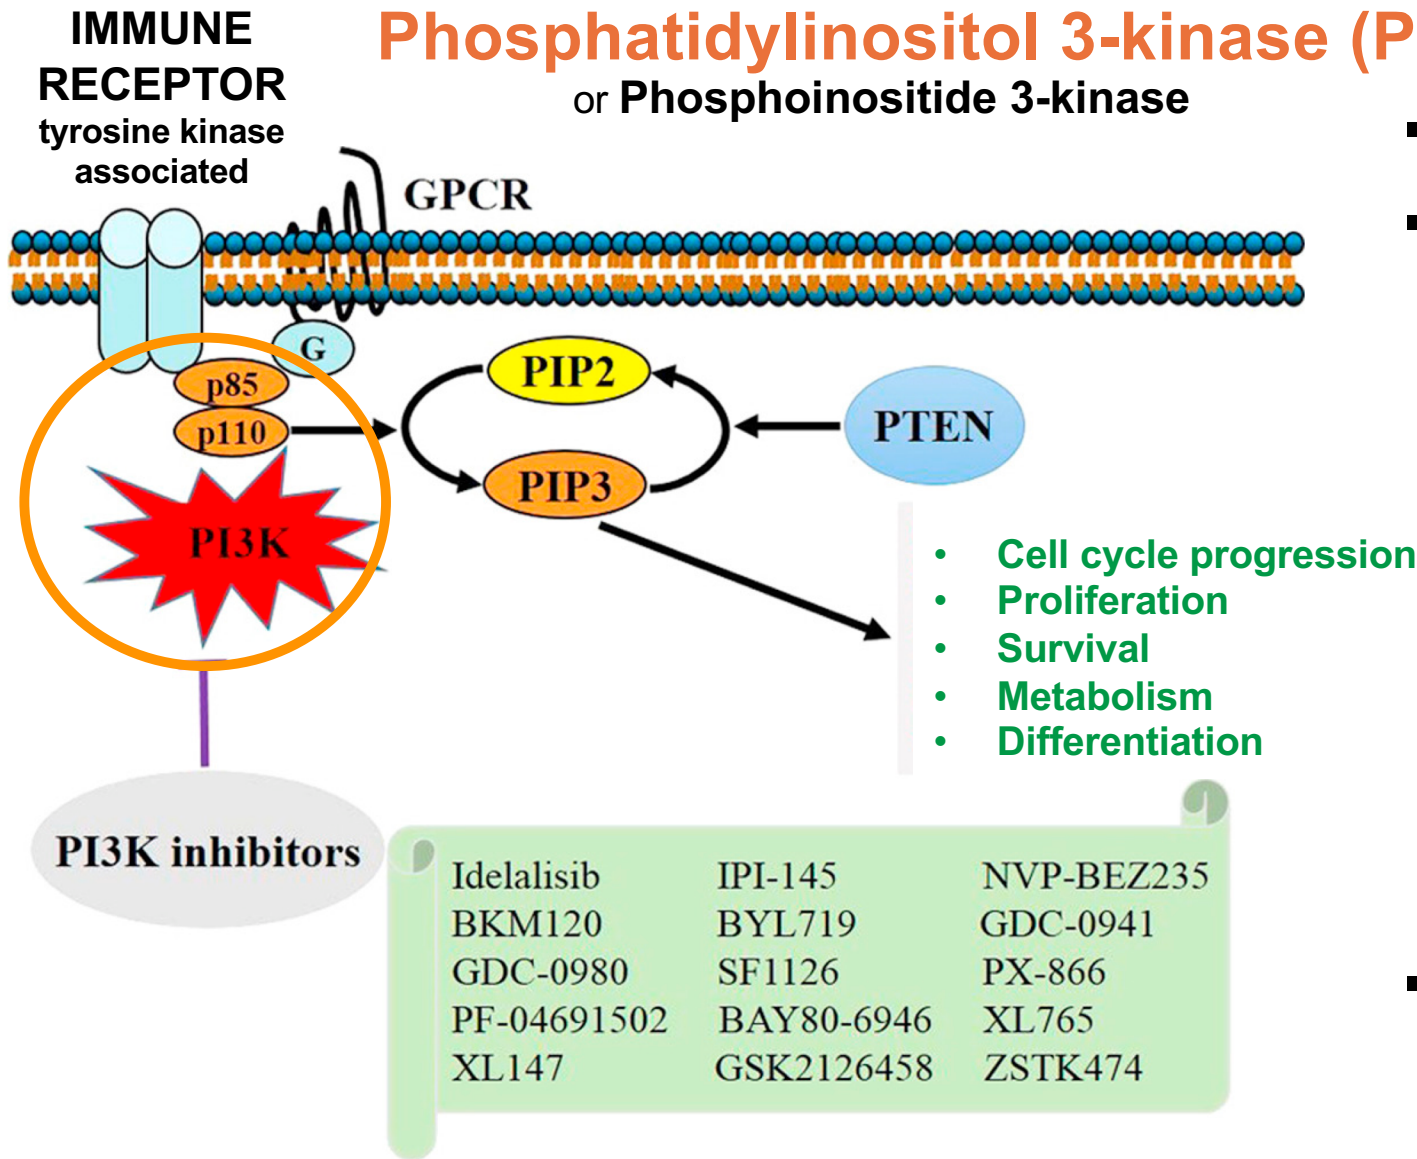 IMMUNE
RECEPTOR
tyrosine kinase
associated
Phosphatidylinositol 3-kinase (P
or Phosphoinositide 3-kinase
GPCR
G
p85
p110
PI3K
PIP2
PIP3
PTEN
• Cell cycle progression
• Proliferation
• Survival
• Metabolism
• Differentiation
PI3K inhibitors
Idelalisib IPI-145 NVP-BEZ235
BKM120 BYL719 GDC-0941
GDC-0980 SF1126 PX-866
PF-04691502 BAY80-6946 XL765
XL147 GSK2126458 ZSTK474